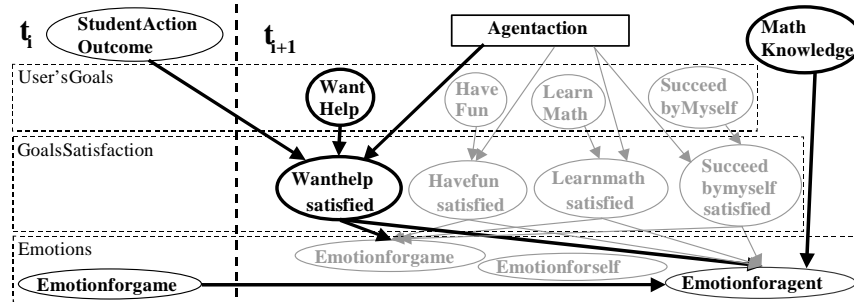 t i
StudentAction
Outcome
t i+1
Agentaction
Math
Knowledge
User'sGoals
Want
Help
Have
Fun
Learn
Math
Succeed
byMyself
GoalsSatisfaction
Wanthelp
satisfied
Havefun
satisfied
Learnmath
satisfied
Succeed
bymyself
satisfied
Emotions
Emotionforgame
Emotionforself
Emotionforgame
Emotionforagent